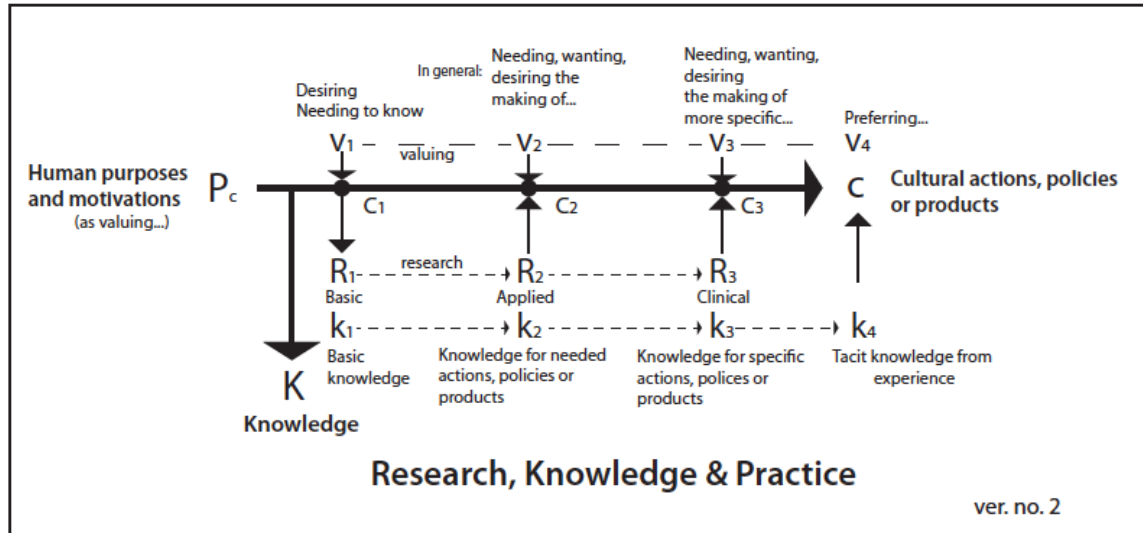 Needing, wanting,
desiring the
making of...
In general:
Needing, wanting,
desiring
the making of
more specific...
Desiring
Needing to know
Preferring...
V1
valuing
V2
V3
V4
Human purposes
and motivations
(as valuing...)
Pc
C1
C2
C3
C
Cultural actions, policies
or products
R1
research
R2
R3
Basic
Applied
Clinical
k1
k2
k3
k4
Basic
knowledge
Knowledge for needed
actions, policies or
products
Knowledge for specific
actions, polices or
products
Tacit knowledge from
experience
K
Knowledge
Research, Knowledge & Practice
ver. no. 2